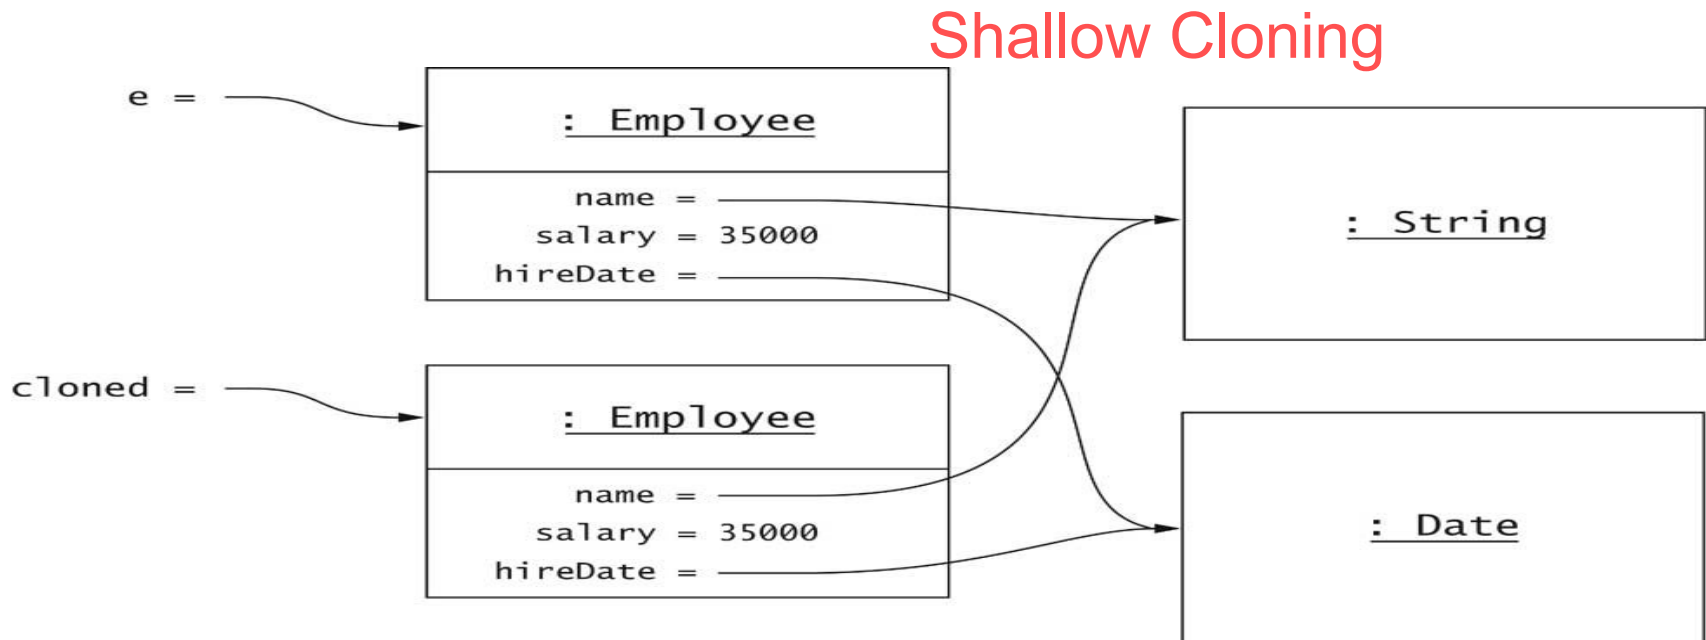 Shallow Cloning
e =
: Employee
name =
salary = 35000
hireDate =
: String
cloned =
: Employee
name =
salary = 35000
hireDate =
: Date